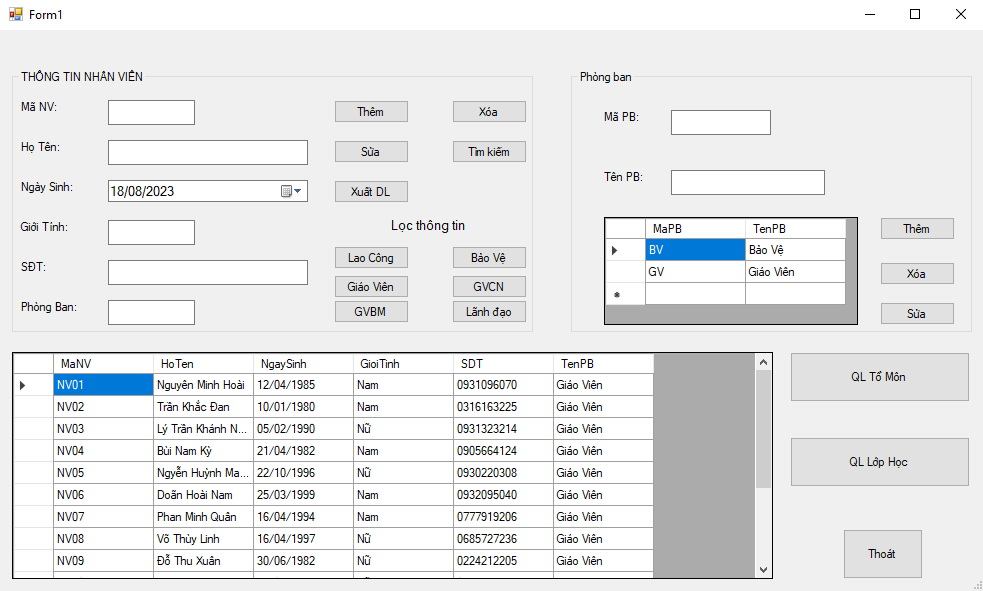 Form1
THÔNG TIN NHÂN VIÊN
Mã NV:
Thêm
Xóa
Họ Tên:
Sửa
Tìm kiếm
Ngày Sinh:
18/08/2023
Xuất DL
Giới Tính:
Lọc thông tin
SĐT:
Lao Công
Bảo Vệ
Giáo Viên
GVCN
Phòng Ban:
GVBM
Lãnh đạo
Phòng ban
Mã PB:
Tên PB:
MaPB TenPB
BV Bảo Vệ
GV Giáo Viên
Thêm
Xóa
Sửa
MaNV HoTen NgaySinh GioiTinh SDT TenPB
NV01 Nguyễn Minh Hoài 12/04/1985 Nam 0931096070 Giáo Viên
NV02 Trần Khắc Đan 10/01/1980 Nam 0316163225 Giáo Viên
NV03 Lý Trần Khánh N... 05/02/1990 Nữ 0931323214 Giáo Viên
NV04 Bùi Nam Kỳ 21/04/1982 Nam 0905664124 Giáo Viên
NV05 Ngyễn Huỳnh Ma... 22/10/1996 Nữ 0930220308 Giáo Viên
NV06 Doãn Hoài Nam 25/03/1999 Nam 0932095040 Giáo Viên
NV07 Phan Minh Quân 16/04/1994 Nam 0777919206 Giáo Viên
NV08 Võ Thùy Linh 16/04/1997 Nữ 0685727236 Giáo Viên
NV09 Đỗ Thu Xuân 30/06/1982 Nữ 0224212205 Giáo Viên
QL Tổ Môn
QL Lớp Học
Thoát